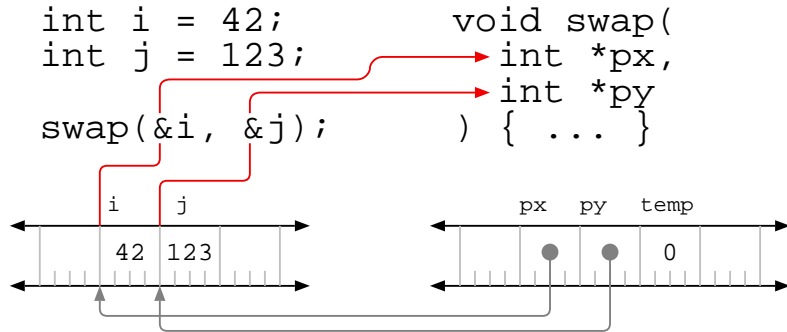 int i = 42;
int j = 123;
swap(&i, &j);
void swap(
int *px,
int *py
) { ... }
i j
42 123
px py temp
0